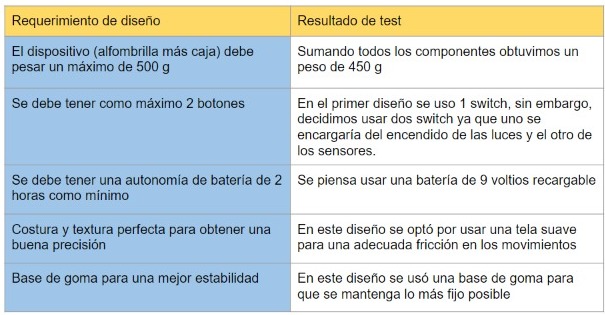 Requerimiento de diseño
Resultado de test
El dispositivo (alfombrilla más caja) debe
pesar un máximo de 500 g
Sumando todos los componentes obtuvimos un
peso de 450 g
Se debe tener como máximo 2 botones
En el primer diseño se uso 1 switch, sin embargo,
decidimos usar dos switch ya que uno se
encargaría del encendido de las luces y el otro de
los sensores.
Se debe tener una autonomía de batería de 2
horas como mínimo
Se piensa usar una batería de 9 voltios recargable
Costura y textura perfecta para obtener una
buena precisión
En este diseño se optó por usar una tela suave
para una adecuada fricción en los movimientos
Base de goma para una mejor estabilidad
En este diseño se usó una base de goma para
que se mantenga lo más fijo posible